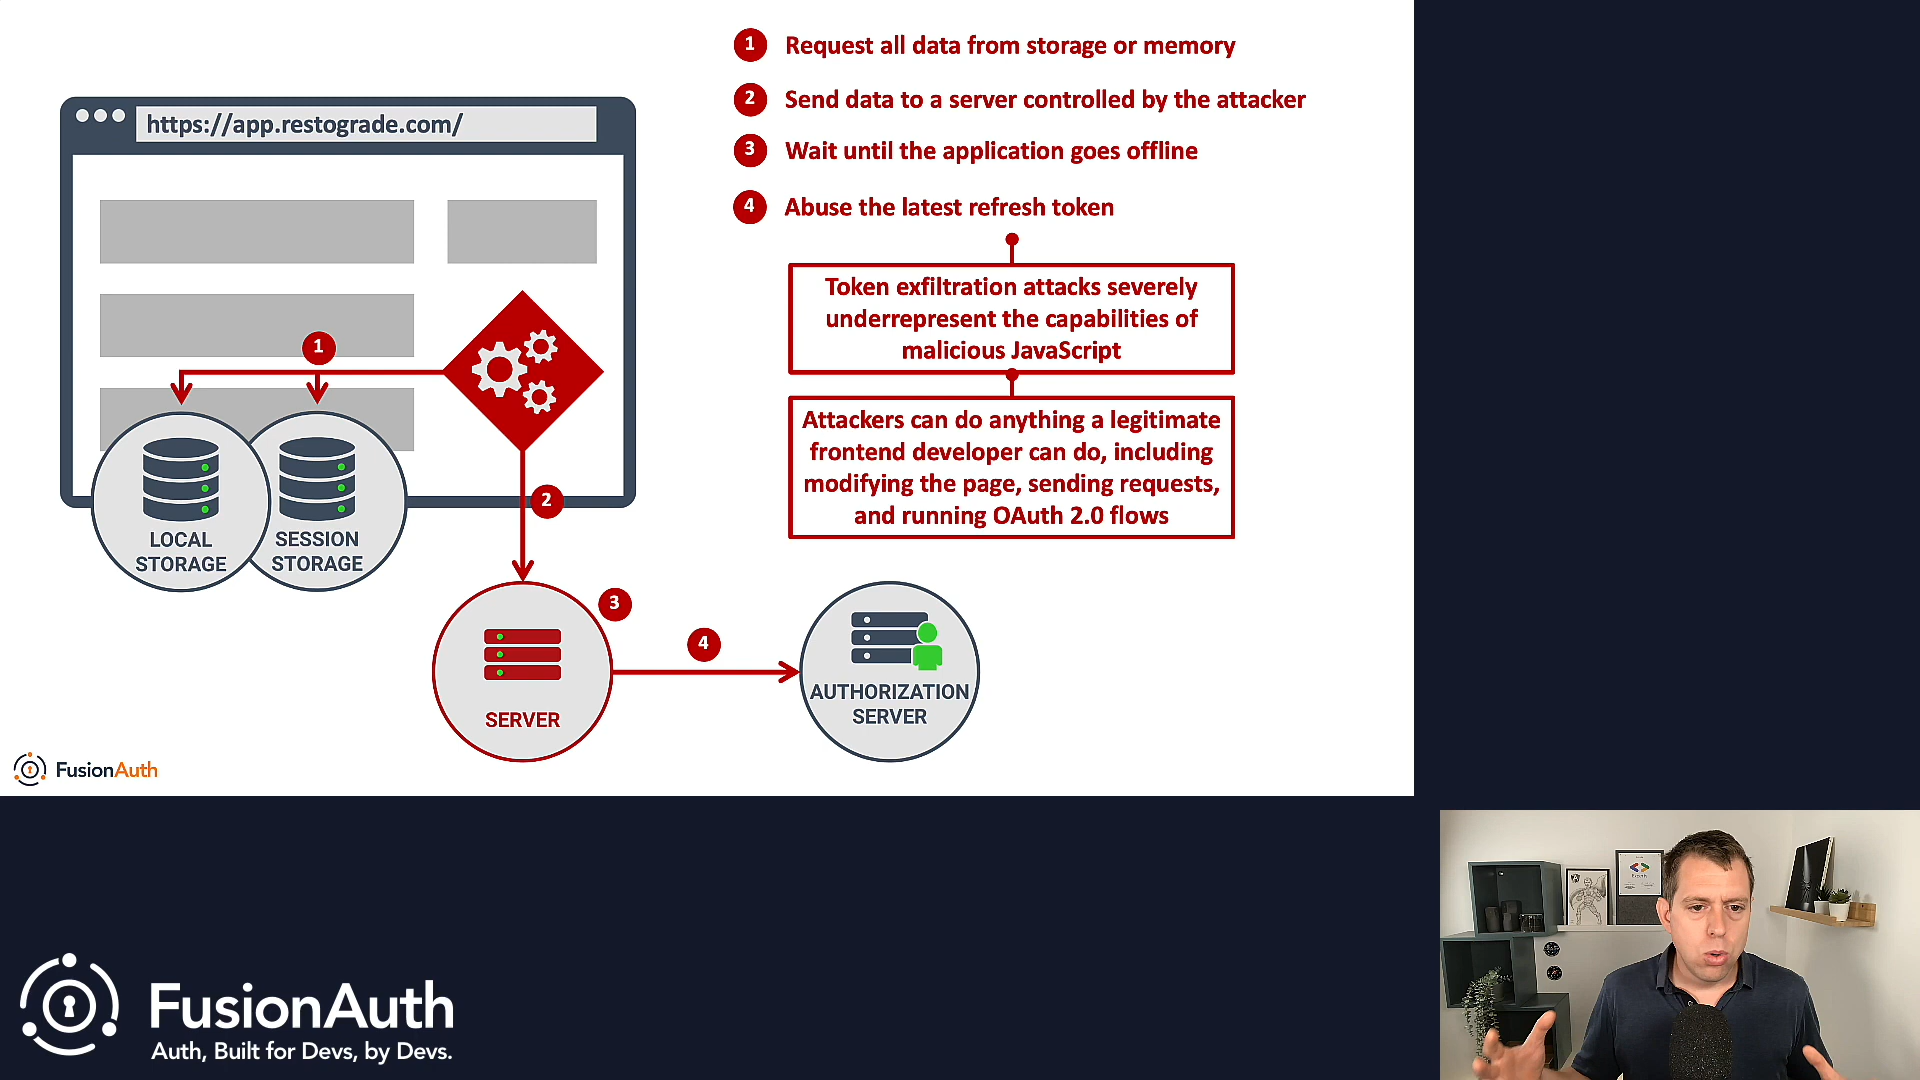 1 Request all data from storage or memory
2 Send data to a server controlled by the attacker
3 Wait until the application goes offline
4 Abuse the latest refresh token
https://app.restograde.com/
Token exfiltration attacks severely
underrepresent the capabilities of
malicious JavaScript
Attackers can do anything a legitimate
frontend developer can do, including
modifying the page, sending requests,
and running OAuth 2.0 flows
1
2
LOCAL
STORAGE
SESSION
STORAGE
3
4
SERVER
AUTHORIZATION
SERVER
FusionAuth
FusionAuth
Auth, Built for Devs, by Devs.